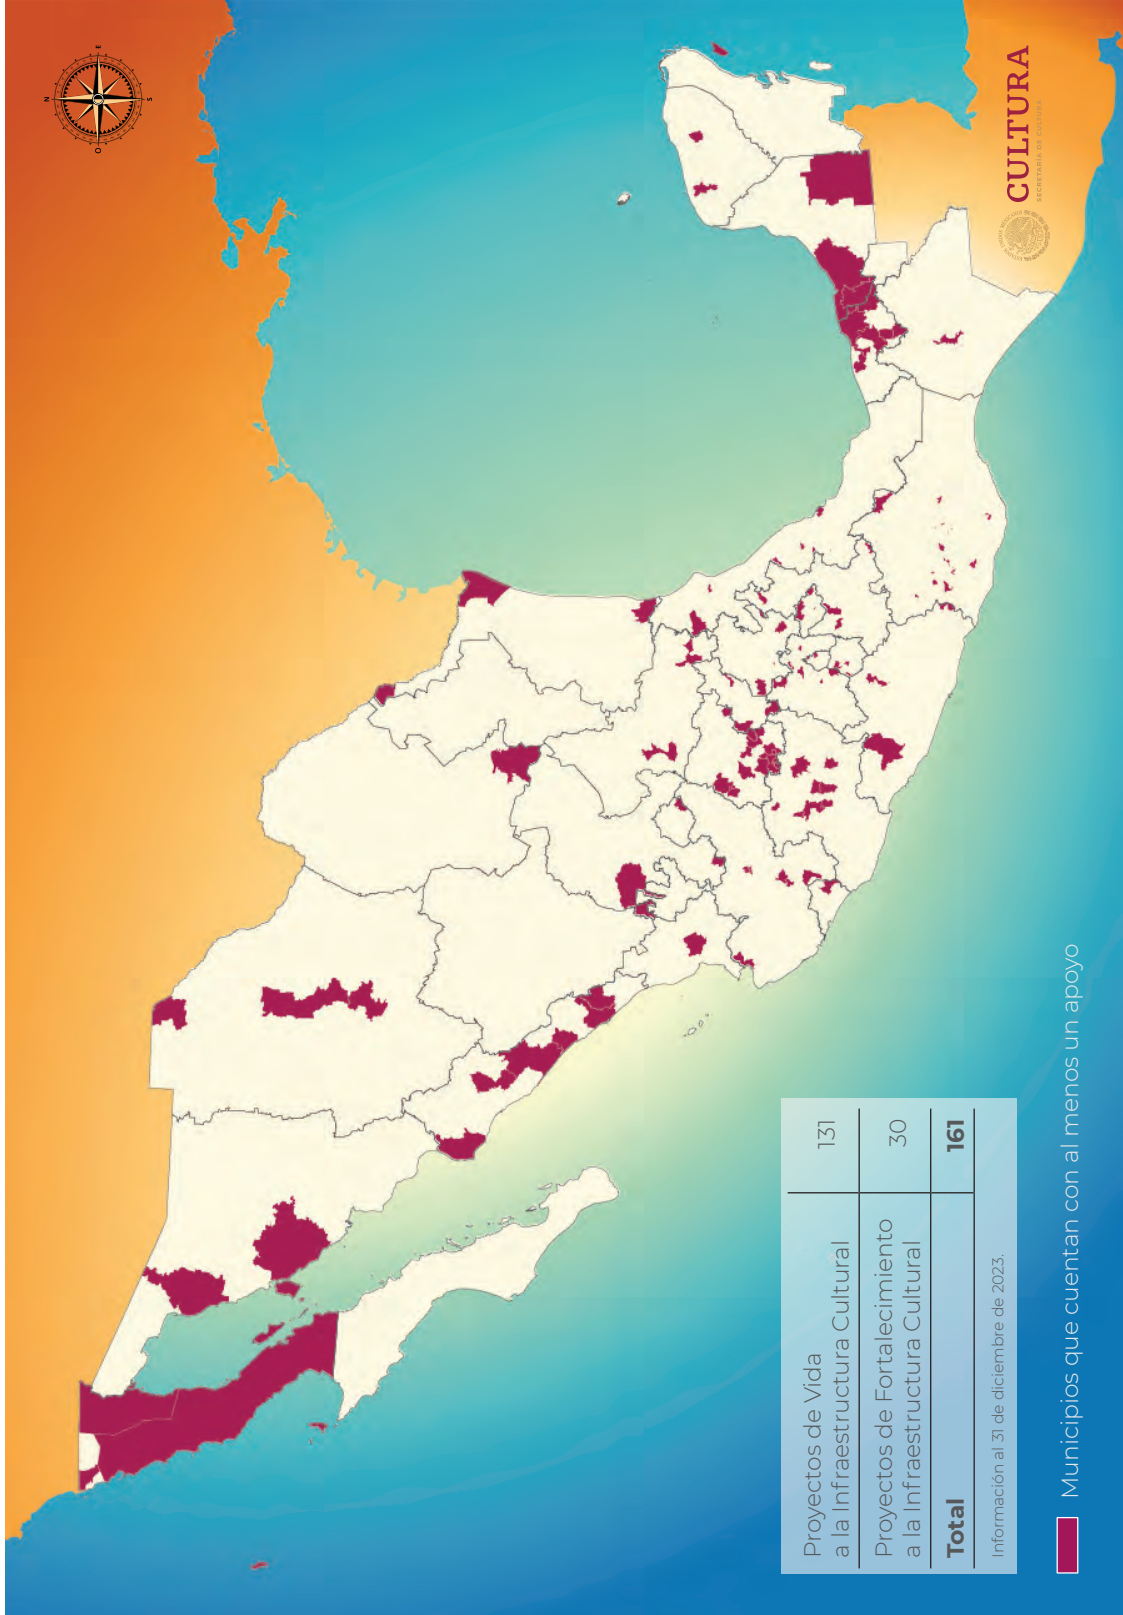 N
E
S
O
CULTURA
SECRETARÍA DE CULTURA
Proyectos de Vida
a la Infraestructura Cultural
131
Proyectos de Fortalecimiento
a la Infraestructura Cultural
30
Total
161
Información al 31 de diciembre de 2023.
Municipios que cuentan con al menos un apoyo